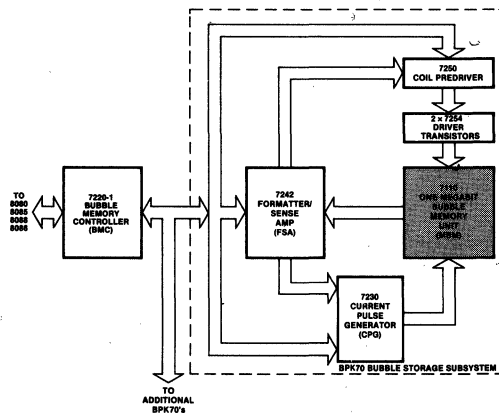 7250
COIL PREDRIVER
2 x 7254
DRIVER
TRANSISTORS
TO
8080
8085
8088
8086
7220-1
BUBBLE
MEMORY
CONTROLLER
(BMC)
7242
FORMATTER/
SENSE
AMP
(FSA)
7110
ONE MEGABIT
BUBBLE
MEMORY
UNIT
(MBM)
7230
CURRENT
PULSE
GENERATOR
(CPG)
BPK70 BUBBLE STORAGE SUBSYSTEM
TO
ADDITIONAL
BPK70's